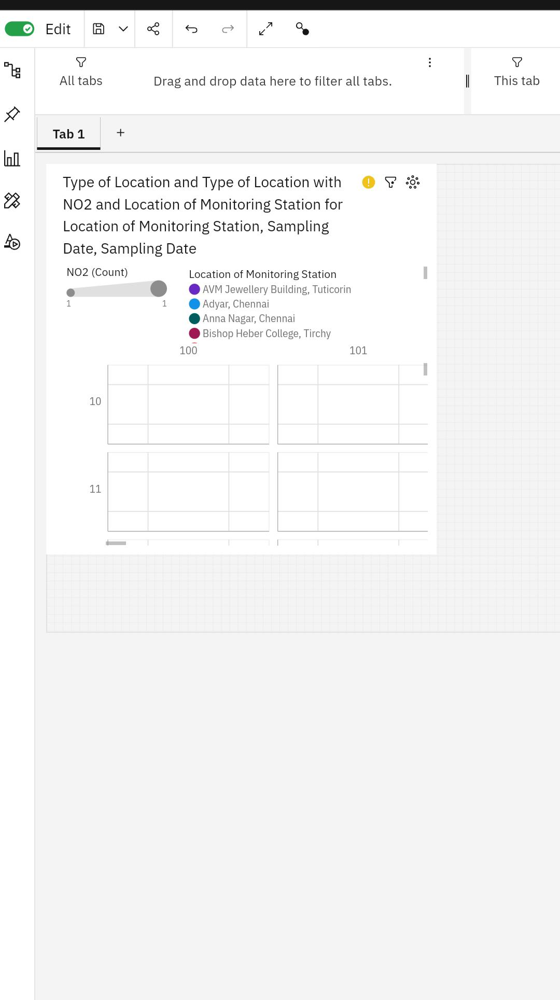 Edit
All tabs
Drag and drop data here to filter all tabs.
This tab
Tab 1
+
Type of Location and Type of Location with
NO2 and Location of Monitoring Station for
Location of Monitoring Station, Sampling
Date, Sampling Date
NO2 (Count)
1
1
Location of Monitoring Station
AVM Jewellery Building, Tuticorin
Adyar, Chennai
Anna Nagar, Chennai
Bishop Heber College, Tirchy
100
101
10
11